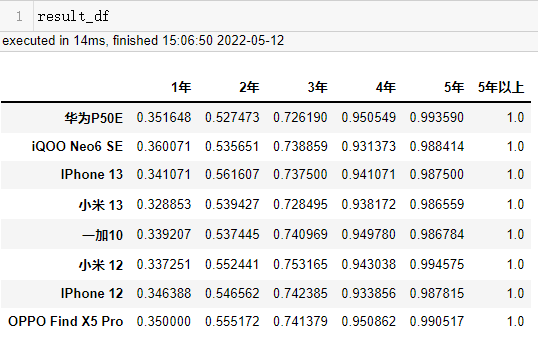 1 result_df
executed in 14ms, finished 15:06:50 2022-05-12
1年 2年 3年 4年 5年 5年以上
华为P50E 0.351648 0.527473 0.726190 0.950549 0.993590 1.0
iQOO Neo6 SE 0.360071 0.535651 0.738859 0.931373 0.988414 1.0
IPhone 13 0.341071 0.561607 0.737500 0.941071 0.987500 1.0
小米 13 0.328853 0.539427 0.728495 0.938172 0.986559 1.0
一加10 0.339207 0.537445 0.740969 0.949780 0.986784 1.0
小米 12 0.337251 0.552441 0.753165 0.943038 0.994575 1.0
IPhone 12 0.346388 0.546562 0.742385 0.933856 0.987815 1.0
OPPO Find X5 Pro 0.350000 0.555172 0.741379 0.950862 0.990517 1.0